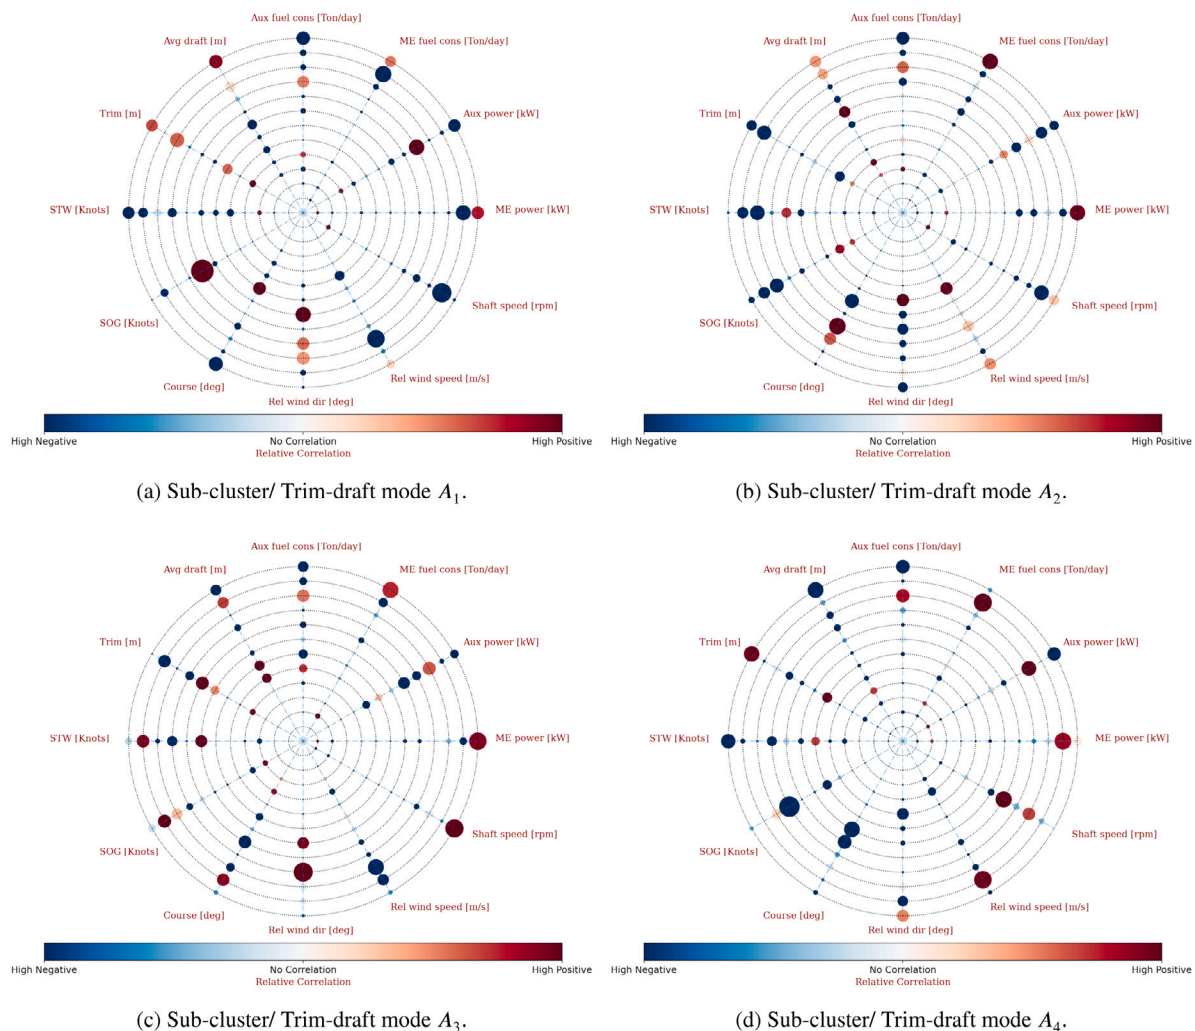 Aux fuel cons [Ton/day]
Avg draft [m]
ME fuel cons [Ton/day]
Trim [m]
Aux power [kW]
STW [Knots]
ME power [kW]
SOG [Knots]
Shaft speed [rpm]
Course [deg]
Rel wind speed [m/s]
Rel wind dir [deg]
High Negative
No Correlation
High Positive
Relative Correlation
(a) Sub-cluster/ Trim-draft mode A₁.
Aux fuel cons [Ton/day]
Avg draft [m]
ME fuel cons [Ton/day]
Trim [m]
Aux power [kW]
STW [Knots]
ME power [kW]
SOG [Knots]
Shaft speed [rpm]
Course [deg]
Rel wind speed [m/s]
Rel wind dir [deg]
High Negative
No Correlation
High Positive
Relative Correlation
(b) Sub-cluster/ Trim-draft mode A₂.
Aux fuel cons [Ton/day]
Avg draft [m]
ME fuel cons [Ton/day]
Trim [m]
Aux power [kW]
STW [Knots]
ME power [kW]
SOG [Knots]
Shaft speed [rpm]
Course [deg]
Rel wind speed [m/s]
Rel wind dir [deg]
High Negative
No Correlation
High Positive
Relative Correlation
(c) Sub-cluster/ Trim-draft mode A₃.
Aux fuel cons [Ton/day]
Avg draft [m]
ME fuel cons [Ton/day]
Trim [m]
Aux power [kW]
STW [Knots]
ME power [kW]
SOG [Knots]
Shaft speed [rpm]
Course [deg]
Rel wind speed [m/s]
Rel wind dir [deg]
High Negative
No Correlation
High Positive
Relative Correlation
(d) Sub-cluster/ Trim-draft mode A₄.